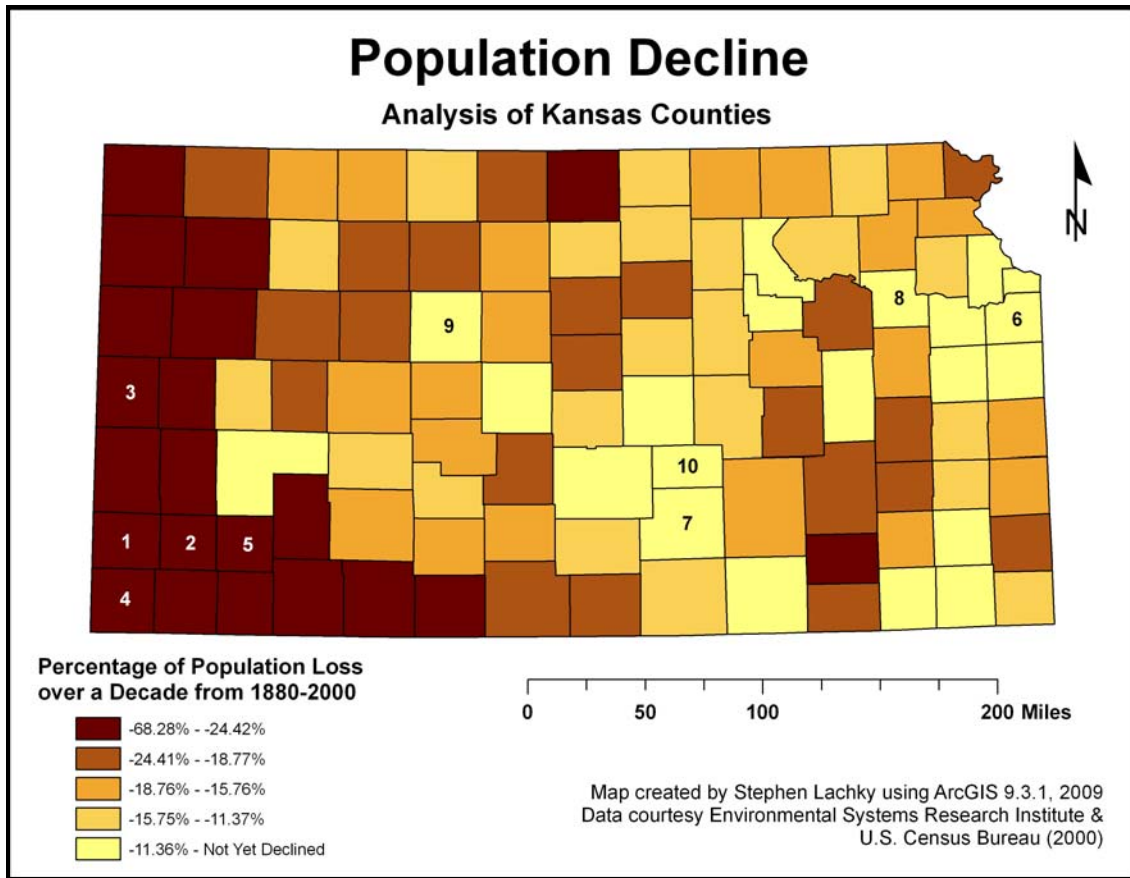 Population Decline
Analysis of Kansas Counties
N
9
8
6
3
10
7
1
2
5
4
Percentage of Population Loss
over a Decade from 1880-2000
-68.28% - -24.42%
-24.41% - -18.77%
-18.76% - -15.76%
-15.75% - -11.37%
-11.36% - Not Yet Declined
0 50 100 200 Miles
Map created by Stephen Lachky using ArcGIS 9.3.1, 2009
Data courtesy Environmental Systems Research Institute &
U.S. Census Bureau (2000)